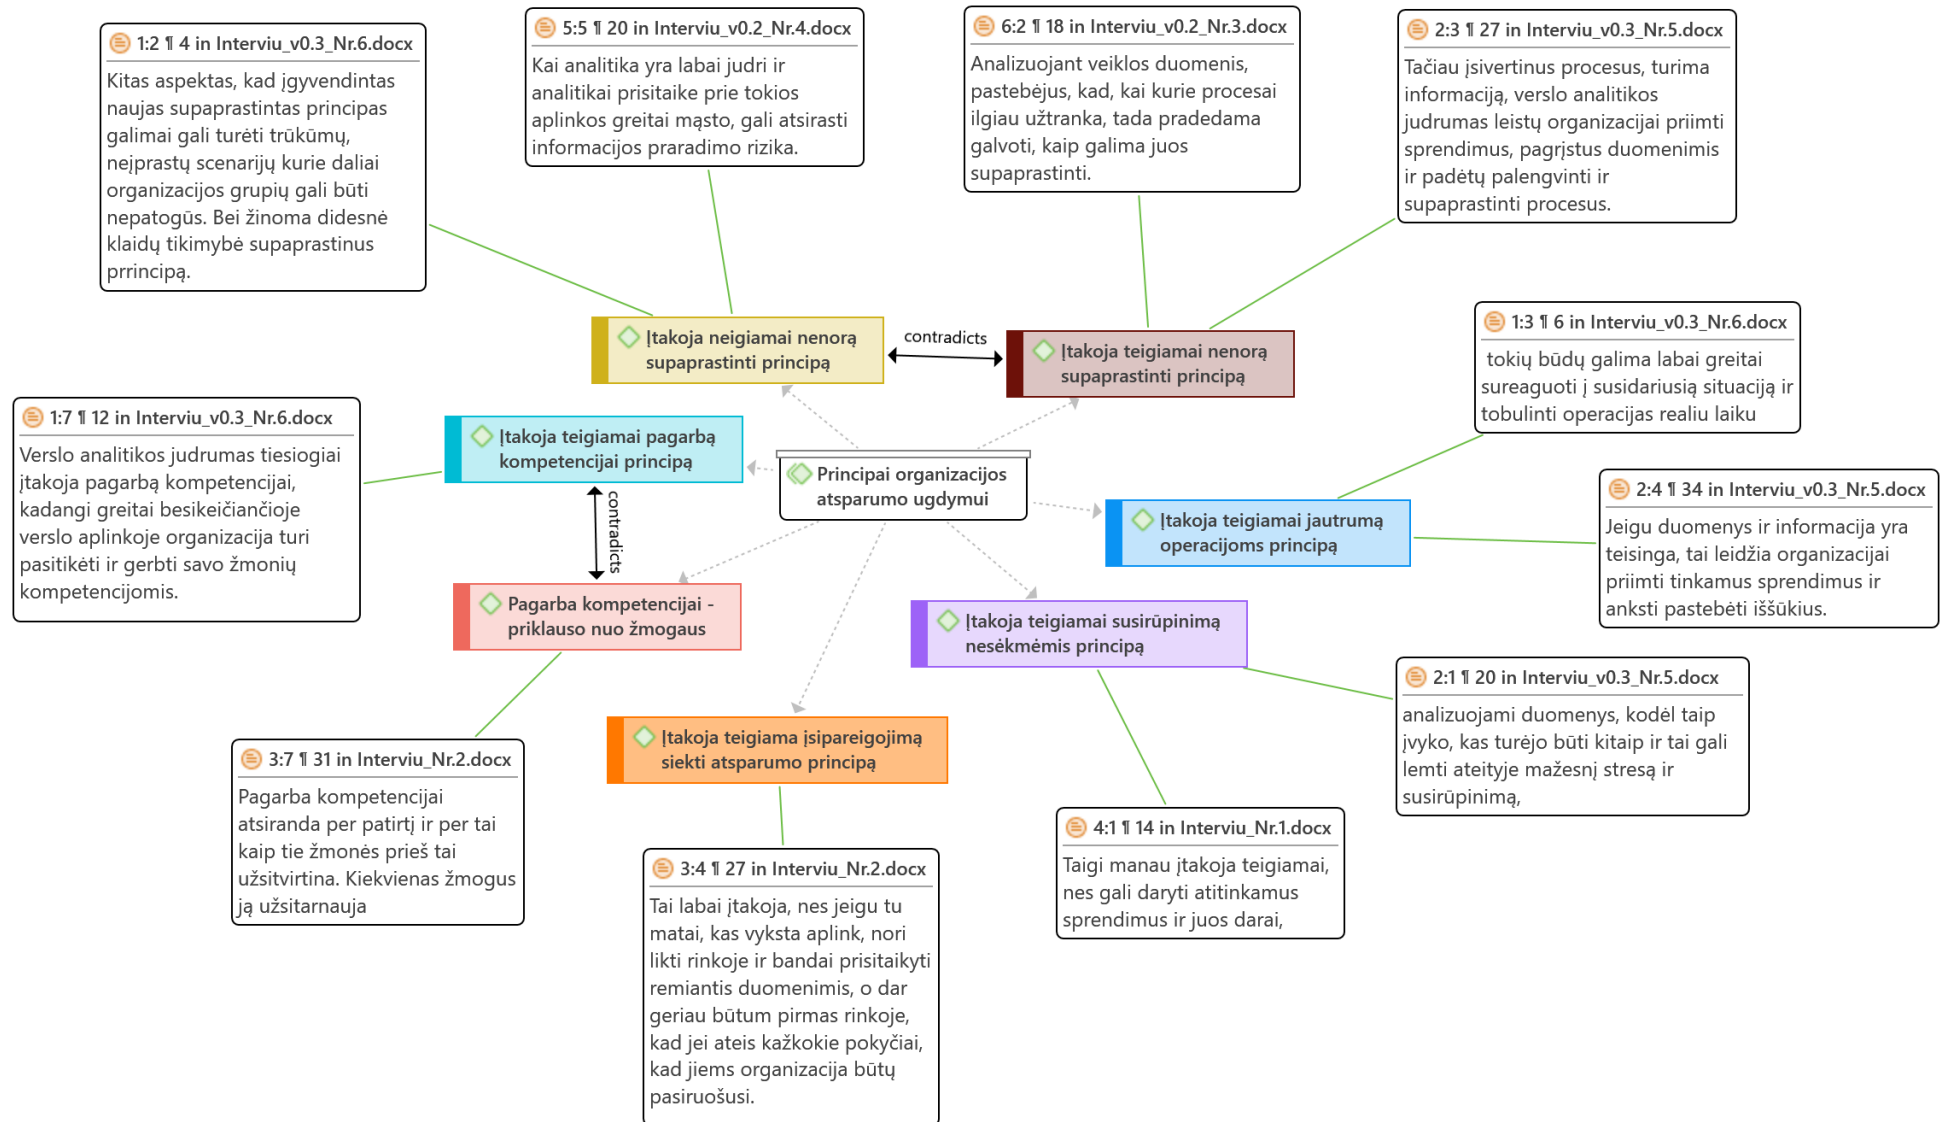 1:2 ¶ 4 in Interviu_v0.3_Nr.6.docx
Kitas aspektas, kad įgyvendintas
naujas supaprastintas principas
galimai gali turėti trūkūmų,
neįprastų scenarijų kurie daliai
organizacijos grupių gali būti
nepatogūs. Bei žinoma didesnė
klaidų tikimybė supaprastinus
prrincipą.
5:5 ¶ 20 in Interviu_v0.2_Nr.4.docx
Kai analitika yra labai judri ir
analitikai prisitaike prie tokios
aplinkos greitai mąsto, gali atsirasti
informacijos praradimo rizika.
6:2 ¶ 18 in Interviu_v0.2_Nr.3.docx
Analizuojant veiklos duomenis,
pastebėjus, kad, kai kurie procesai
ilgiau užtranka, tada pradedama
galvoti, kaip galima juos
supaprastinti.
2:3 ¶ 27 in Interviu_v0.3_Nr.5.docx
Tačiau įsivertinus procesus, turima
informaciją, verslo analitikos
judrumas leistų organizacijai priimti
sprendimus, pagrįstus duomenimis
ir padėtų palengvinti ir
supaprastinti procesus.
Įtakoja neigiamai nenorą
supaprastinti principą
contradicts
Įtakoja teigiamai nenorą
supaprastinti principą
1:3 ¶ 6 in Interviu_v0.3_Nr.6.docx
tokių būdų galima labai greitai
sureaguoti į susidariusią situaciją ir
tobulinti operacijas realiu laiku
1:7 ¶ 12 in Interviu_v0.3_Nr.6.docx
Verslo analitikos judrumas tiesiogiai
įtakoja pagarbą kompetencijai,
kadangi greitai besikeičiančioje
verslo aplinkoje organizacija turi
pasitikėti ir gerbti savo žmonių
kompetencijomis.
Įtakoja teigiamai pagarbą
kompetencijai principą
Principai organizacijos
atsparumo ugdymui
contradicts
Įtakoja teigiamai jautrumą
operacijoms principą
2:4 ¶ 34 in Interviu_v0.3_Nr.5.docx
Jeigu duomenys ir informacija yra
teisinga, tai leidžia organizacijai
priimti tinkamus sprendimus ir
anksti pastebėti iššūkius.
Pagarba kompetencijai -
priklauso nuo žmogaus
Įtakoja teigiamai susirūpinimą
nesėkmėmis principą
2:1 ¶ 20 in Interviu_v0.3_Nr.5.docx
analizuojami duomenys, kodėl taip
įvyko, kas turėjo būti kitaip ir tai gali
lemti ateityje mažesnį stresą ir
susirūpinimą,
Įtakoja teigiama įsipareigojimą
siekti atsparumo principą
3:7 ¶ 31 in Interviu_Nr.2.docx
Pagarba kompetencijai
atsiranda per patirtį ir per tai
kaip tie žmonės prieš tai
užsitvirtina. Kiekvienas žmogus
ją užsitarnauja
4:1 ¶ 14 in Interviu_Nr.1.docx
Taigi manau įtakoja teigiamai,
nes gali daryti atitinkamus
sprendimus ir juos darai,
3:4 ¶ 27 in Interviu_Nr.2.docx
Tai labai įtakoja, nes jeigu tu
matai, kas vyksta aplink, nori
likti rinkoje ir bandai prisitaikyti
remiantis duomenimis, o dar
geriau būtum pirmas rinkoje,
kad jei ateis kažkokie pokyčiai,
kad jiems organizacija būtų
pasiruošusi.